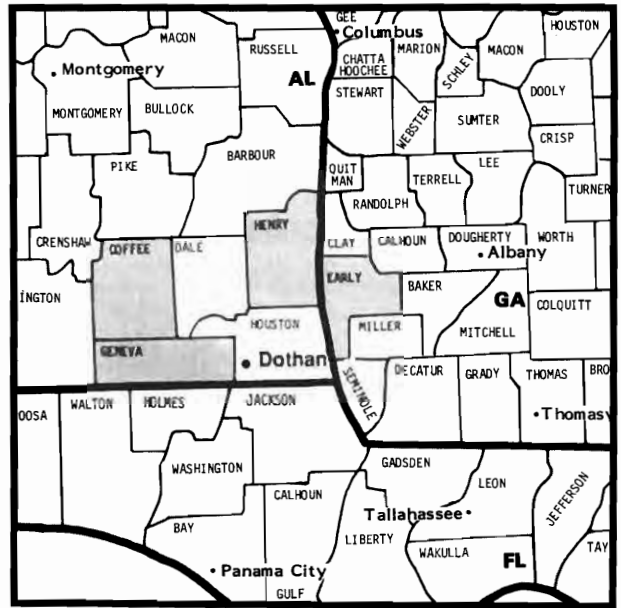 GEE
HOUSTON
MACON
Columbus
RUSSELL
MARION
MACON
Montgomery
CHATTA
HOOCHEE
SCHLEY
AL
STEWART
DOOLY
MONTGOMERY
BULLOCK
WEBSTER
SUMTER
CRISP
BARBOUR
PIKE
QUIT
MAN
LEE
TERRELL
TURNER
RANDOLPH
HENRY
CRENSHAW
COFFEE
DALE
CLAY
CALHOUN
DOUGHERTY
WORTH
Albany
EARLY
BAKER
INGTON
GA
COLQUITT
HOUSTON
MILLER
MITCHELL
GENEVA
Dothan
SEMINOLE
DECATUR
GRADY
THOMAS
BRO
WALTON
HOLMES
JACKSON
OOSA
Thomasv
WASHINGTON
GADSDEN
LEON
JEFFERSON
CALHOUN
Tallahassee
BAY
LIBERTY
WAKULLA
FL
TAY
Panama City
GULF